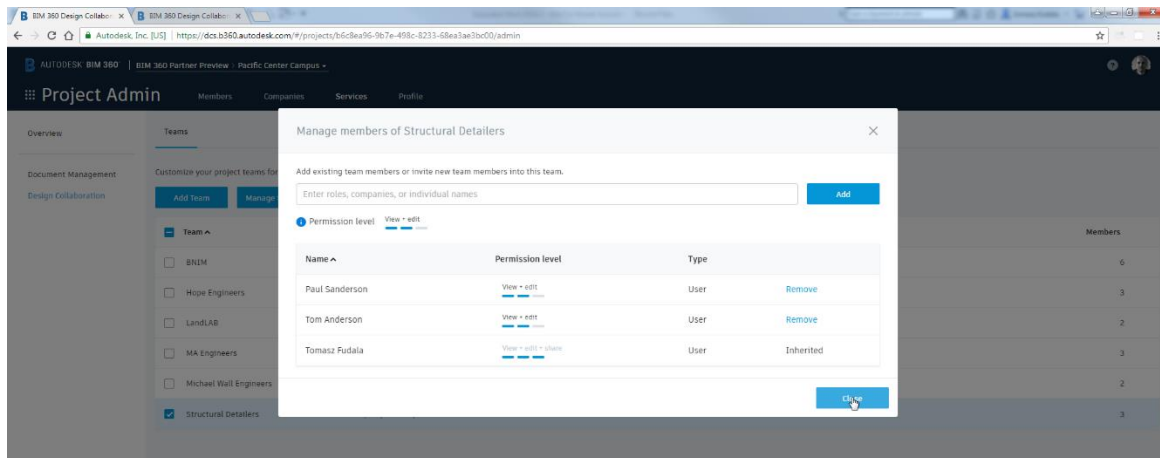 BIM 360 Design Collabor
BIM 360 Design Collabor
Autodesk, Inc. [US] | https://dcs.b360.autodesk.com/#/projects/b6c8ea96-9b7e-498c-8233-68ea3ae3bc00/admin
AUTODESK BIM 360 | BIM 360 Partner Preview : Pacific Center Campus
Project Admin Members Companies Services Profile
Overview
Document Management
Design Collaboration
Teams
Customize your project teams for
Add Team Manage
Team Members
BNIM 6
Hope Engineers 3
LandLAB 2
MA Engineers 3
Michael Wall Engineers 2
Structural Detailers 3
Manage members of Structural Detailers
Add existing team members or invite new team members into this team.
Enter roles, companies, or individual names Add
Permission level View + edit
Name Permission level Type
Paul Sanderson View + edit User Remove
Tom Anderson View + edit User Remove
Tomasz Fudala View + edit + share User Inherited
Close